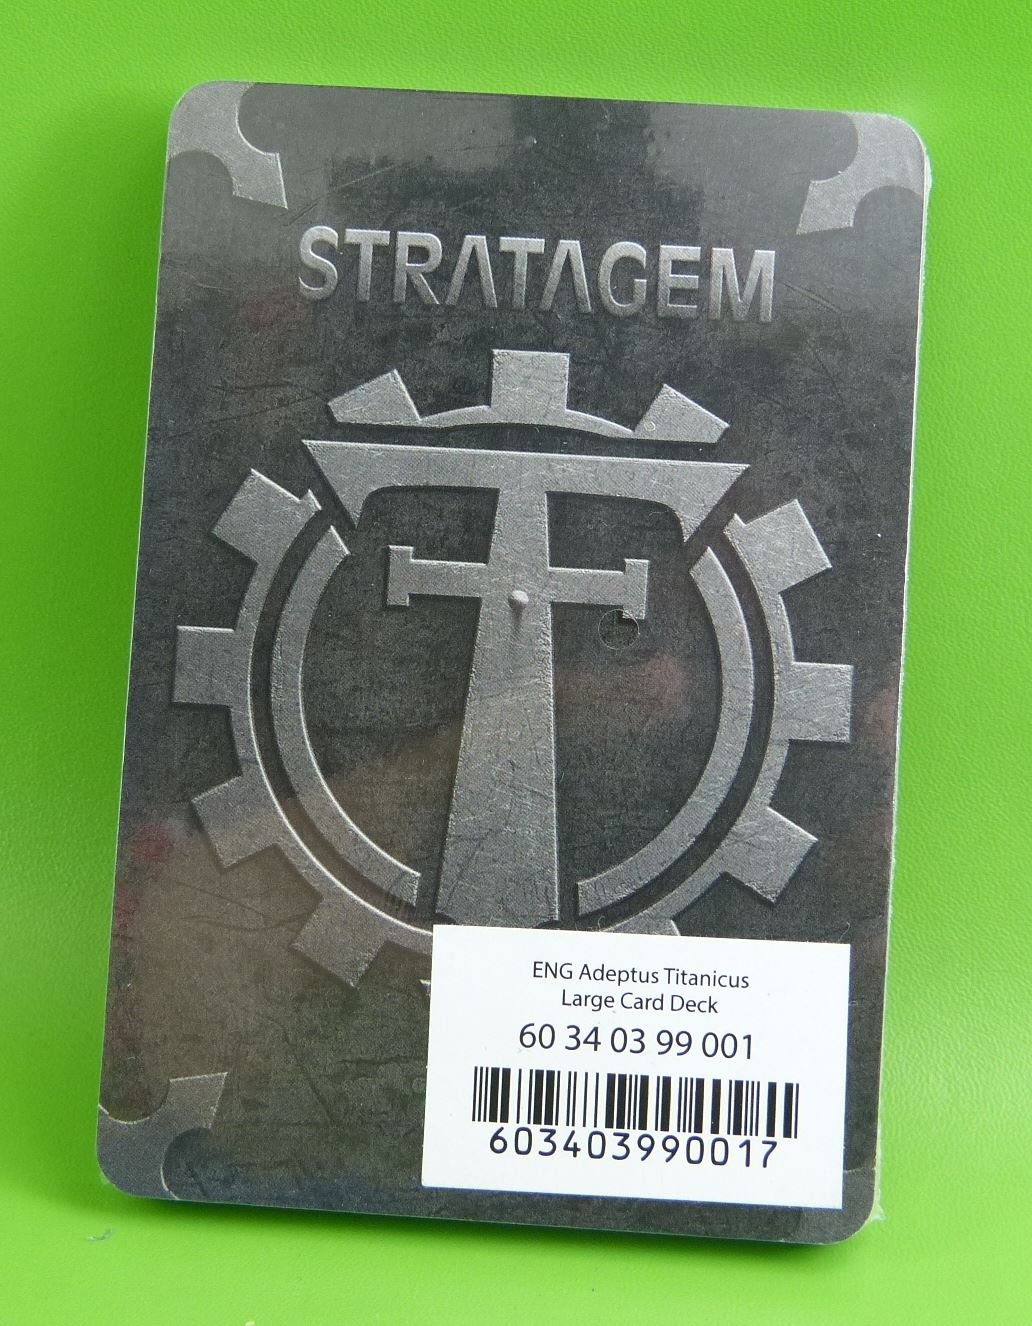 STRATAGEM
ENG Adeptus Titanicus
Large Card Deck
60 34 03 99 001
603403990017